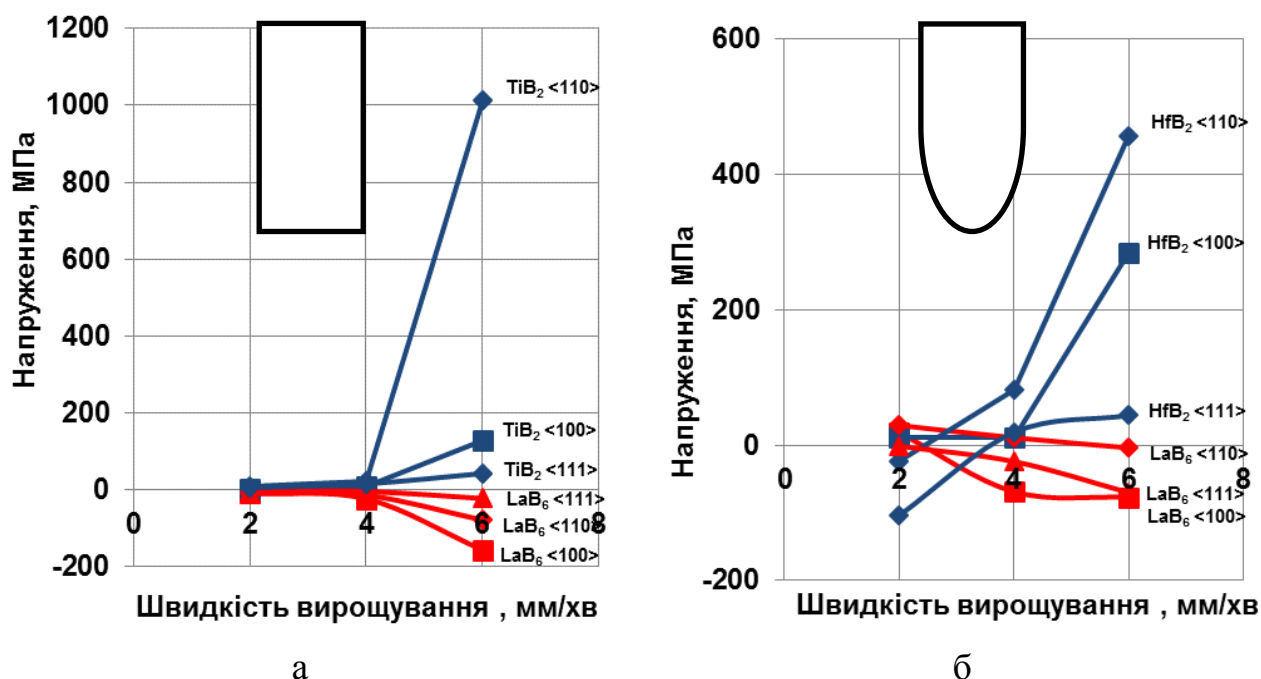 1200
1000
800
600
400
200
0
-200
0
2
4
6
8
Напруження, МПа
Швидкість вирощування , мм/хв
TiB₂ <110>
TiB₂ <100>
TiB₂ <111>
LaB₆ <111>
LaB₆ <110>
LaB₆ <100>
а
600
400
200
0
-200
0
2
4
6
8
Напруження, МПа
Швидкість вирощування , мм/хв
HfB₂ <110>
HfB₂ <100>
HfB₂ <111>
LaB₆ <110>
LaB₆ <111>
LaB₆ <100>
б